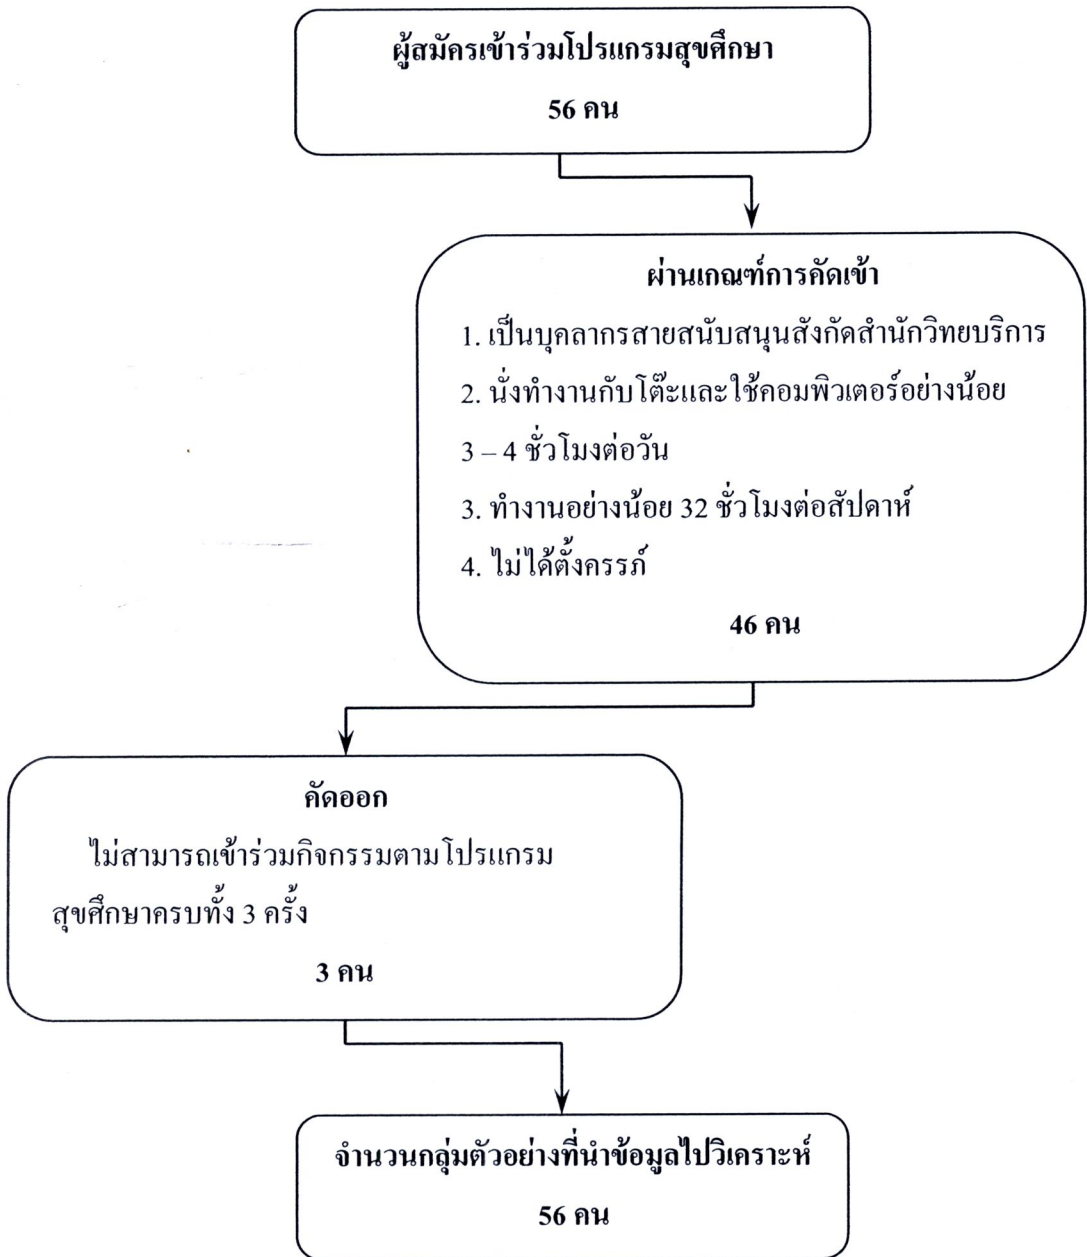 ผู้สมัครเข้าร่วมโปรแกรมสุขศึกษา
56 คน
ผ่านเกณฑ์การคัดเข้า
1. เป็นบุคลากรสายสนับสนุนสังกัดสำนักวิทยบริการ
2. นั่งทำงานกับโต๊ะและใช้คอมพิวเตอร์อย่างน้อย
3 – 4 ชั่วโมงต่อวัน
3. ทำงานอย่างน้อย 32 ชั่วโมงต่อสัปดาห์
4. ไม่ได้ตั้งครรภ์
46 คน
คัดออก
ไม่สามารถเข้าร่วมกิจกรรมตามโปรแกรม
สุขศึกษาครบทั้ง 3 ครั้ง
3 คน
จำนวนกลุ่มตัวอย่างที่นำข้อมูลไปวิเคราะห์
56 คน